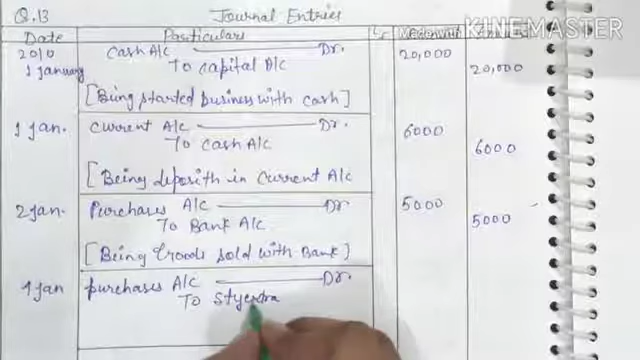 Q.13 Journal Entries
Date Particulars L.F
KINEMASTER
2010 Cash A/c Dr. 20,000
1 January To Capital A/c 20,000
[Being started business with cash]
1 Jan. Current A/c Dr. 6000
To Cash A/c 6000
[Being deposith in Current A/c
2 Jan. Purchases A/c Dr. 5000
To Bank A/c 5000
[Being Goods sold with Bank]
4 Jan purchases A/c Dr.
To Styendra